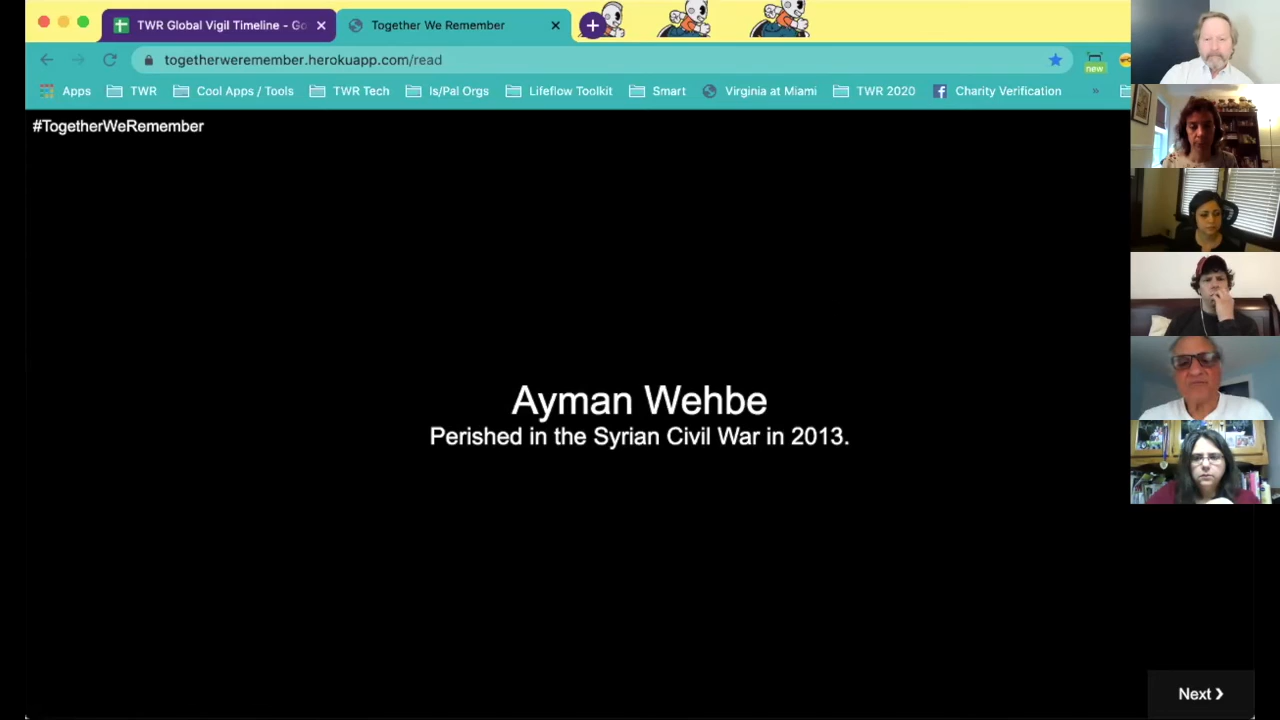 TWR Global Vigil Timeline - Go
Together We Remember
togetherweremember.herokuapp.com/read
new
Apps
TWR
Cool Apps / Tools
TWR Tech
Is/Pal Orgs
Lifeflow Toolkit
Smart
Virginia at Miami
TWR 2020
Charity Verification
»
#TogetherWeRemember
Ayman Wehbe
Perished in the Syrian Civil War in 2013.
Next ❯